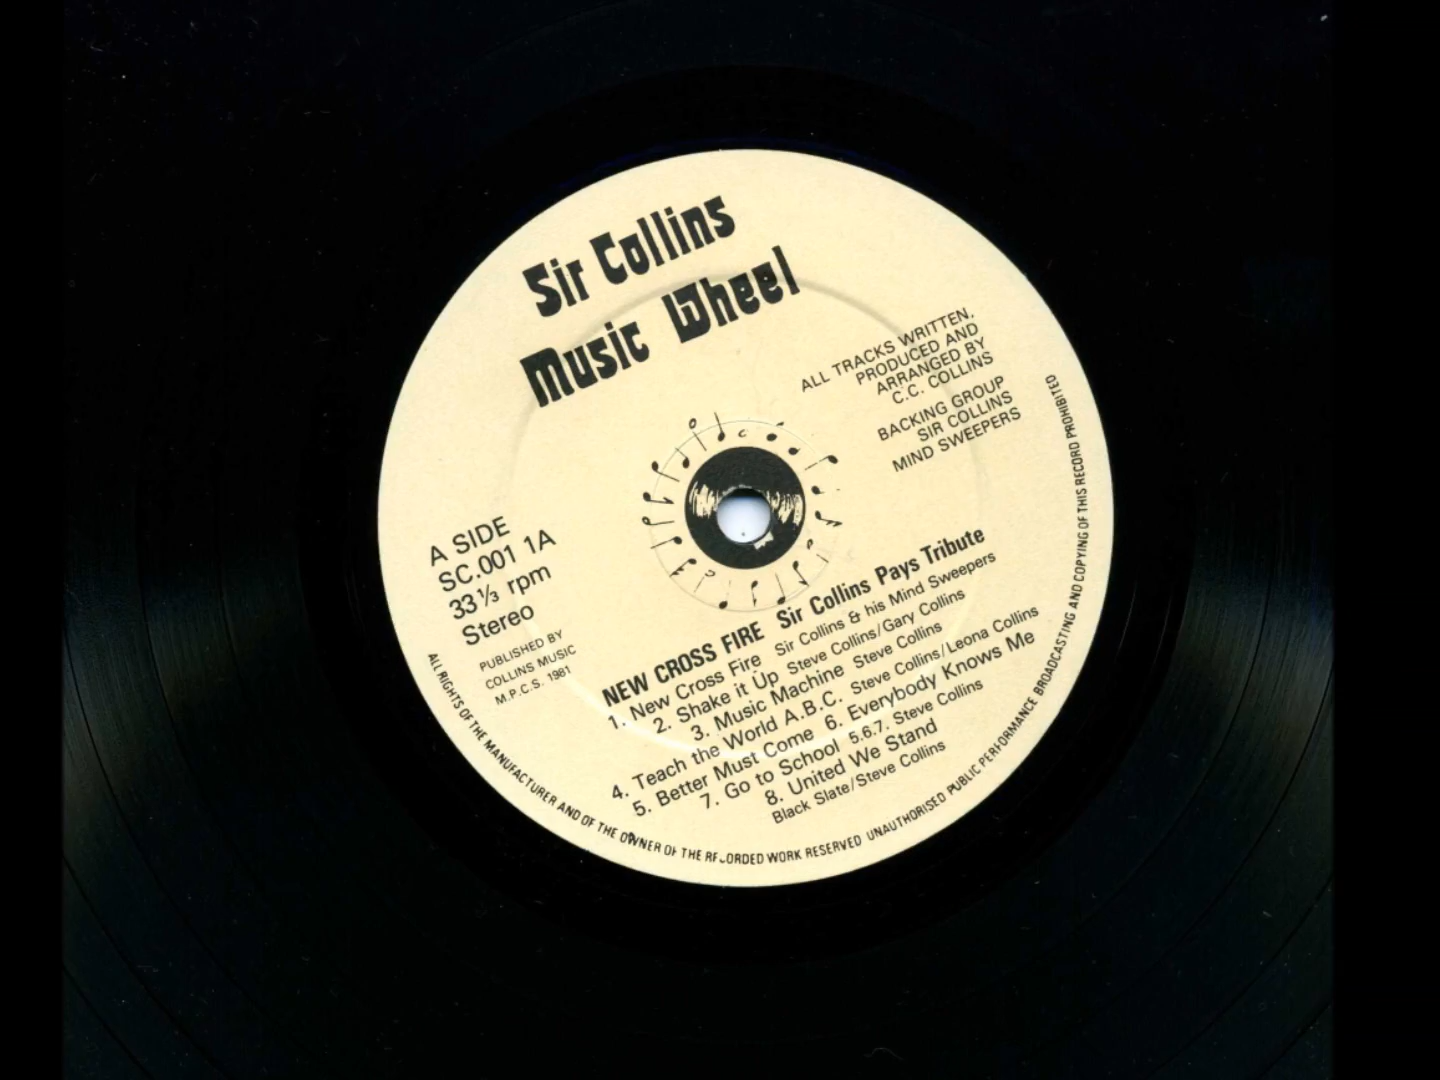 Sir Collins
Music Wheel
ALL TRACKS WRITTEN,
PRODUCED AND
ARRANGED BY
C.C. COLLINS
BACKING GROUP
SIR COLLINS
MIND SWEEPERS
A SIDE
SC.001 1A
33⅓ rpm
Stereo
PUBLISHED BY
COLLINS MUSIC
M.P.C.S. 1981
NEW CROSS FIRE Sir Collins Pays Tribute
1. New Cross Fire Sir Collins & his Mind Sweepers
2. Shake it Up Steve Collins/Gary Collins
3. Music Machine Steve Collins
4. Teach the World A.B.C. Steve Collins/Leona Collins
5. Better Must Come 6. Everybody Knows Me
7. Go to School 5.6.7. Steve Collins
8. United We Stand
Black Slate/Steve Collins
ALL RIGHTS OF THE MANUFACTURER AND OF THE OWNER OF THE RECORDED WORK RESERVED UNAUTHORISED PUBLIC PERFORMANCE BROADCASTING AND COPYING OF THIS RECORD PROHIBITED